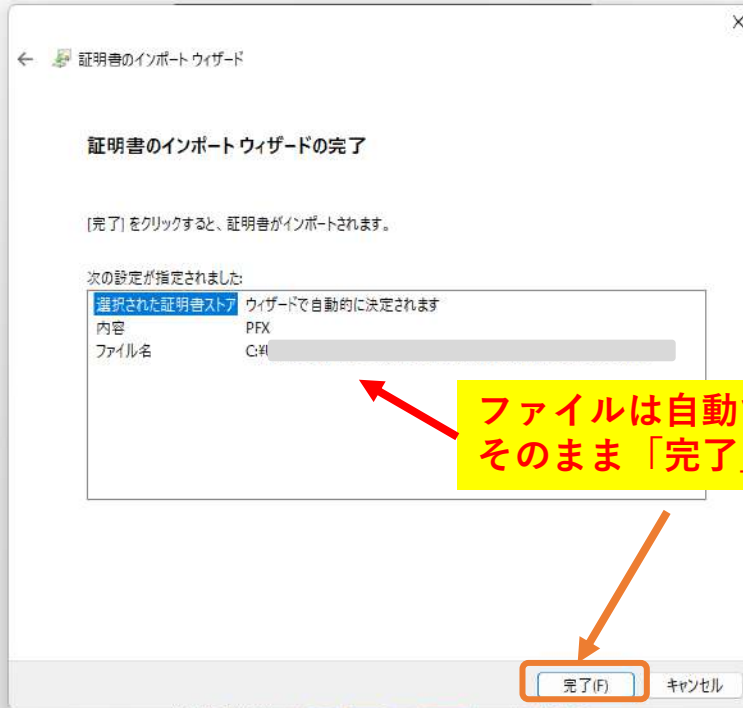 証明書のインポート ウィザード
証明書のインポート ウィザードの完了
[完了] をクリックすると、証明書がインポートされます。
次の設定が指定されました:
選択された証明書ストア ウィザードで自動的に決定されます
内容 PFX
ファイル名 C:¥
ファイルは自動
そのまま「完了」
完了(F) キャンセル